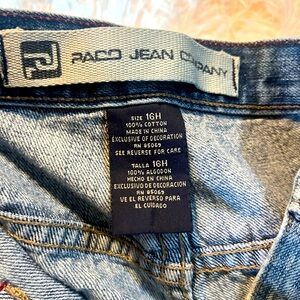 PACO JEAN COMPANY
SIZE 16H
100% COTTON
MADE IN CHINA
EXCLUSIVE OF DECORATION
RN 85069
SEE REVERSE FOR CARE
TALLA 16H
100% ALGODON
HECHO EN CHINA
EXCLUSIVO DE DECORACIÓN
RN 85069
VE EL REVERSO PARA
EL CUIDADO